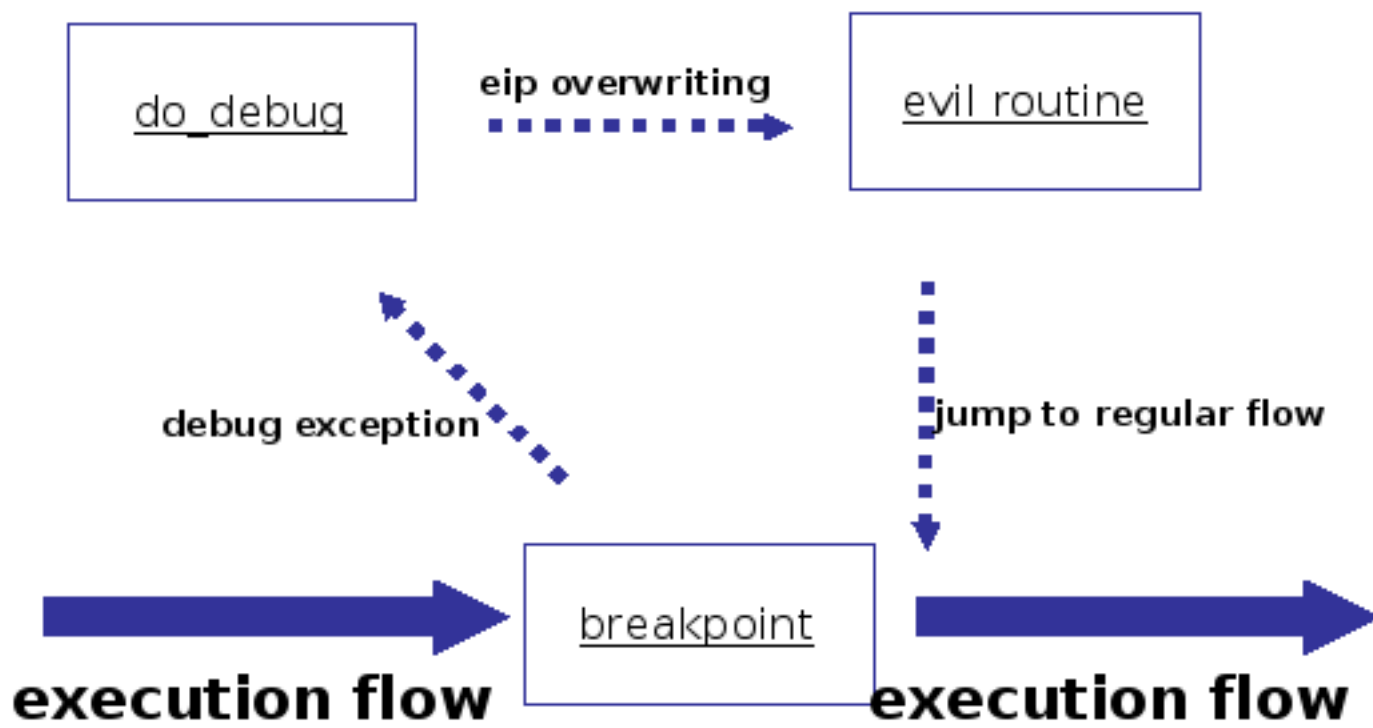 do_debug
eip overwriting
evil routine
debug exception
jump to regular flow
breakpoint
execution flow
execution flow